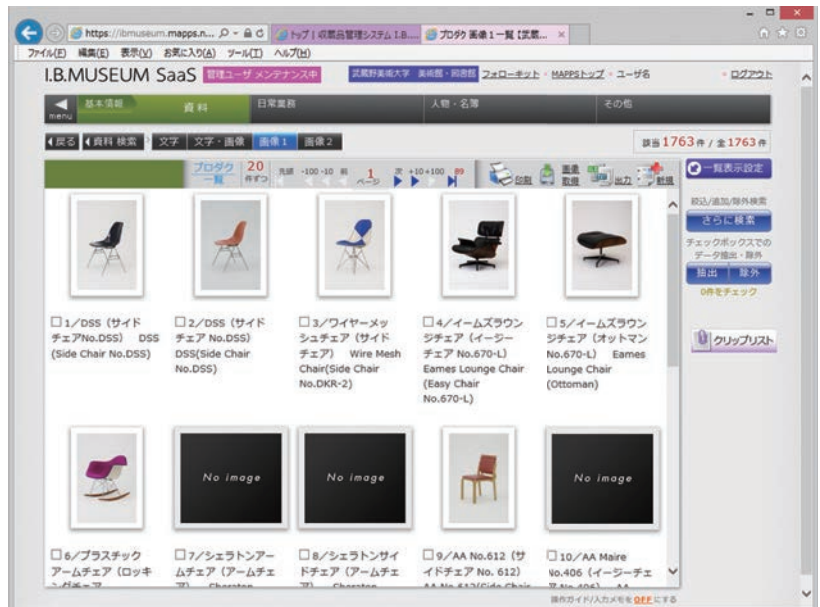 https://ibmuseum.mapps.n...
トップ | 収蔵品管理システム I.B....
プロダク 画像1一覧【武蔵...
ファイル(F) 編集(E) 表示(V) お気に入り(A) ツール(T) ヘルプ(H)
I.B.MUSEUM SaaS 管理ユーザ メンテナンス中 武蔵野美術大学 美術館・図書館 フォローキット MAPPSトップ ユーザ名 ログアウト
menu 基本情報 資料 日常業務 人物・名簿 その他
戻る 資料 検索 文字 文字・画像 画像1 画像2 該当1763件 / 全1763件
プロダク一覧 20件ずつ 先頭 -100 -10 前 1ページ 次 +10 +100 89 印刷 画像取得 出力 新規
一覧表示設定
絞込/追加/除外検索
さらに検索
チェックボックスでの
データ抽出・除外
抽出 除外
0件をチェック
クリップリスト
1/DSS(サイド
チェアNo.DSS) DSS
(Side Chair No.DSS)
2/DSS(サイド
チェア No.DSS)
DSS(Side Chair
No.DSS)
3/ワイヤーメッ
シュチェア(サイド
チェア) Wire Mesh
Chair(Side Chair
No.DKR-2)
4/イームズラウン
ジチェア(イージー
チェア No.670-L)
Eames Lounge Chair
(Easy Chair
No.670-L)
5/イームズラウン
ジチェア(オットマン
No.670-L) Eames
Lounge Chair
(Ottoman)
No image
No image
No image
6/プラスチック
アームチェア(ロッキ
7/シェラトンアー
ムチェア(アームチェ
8/シェラトンサイ
ドチェア(アームチェ
9/AA No.612(サ
イドチェア No. 612)
10/AA Maire
No.406(イージーチェ
操作ガイド/入力メモを OFF にする